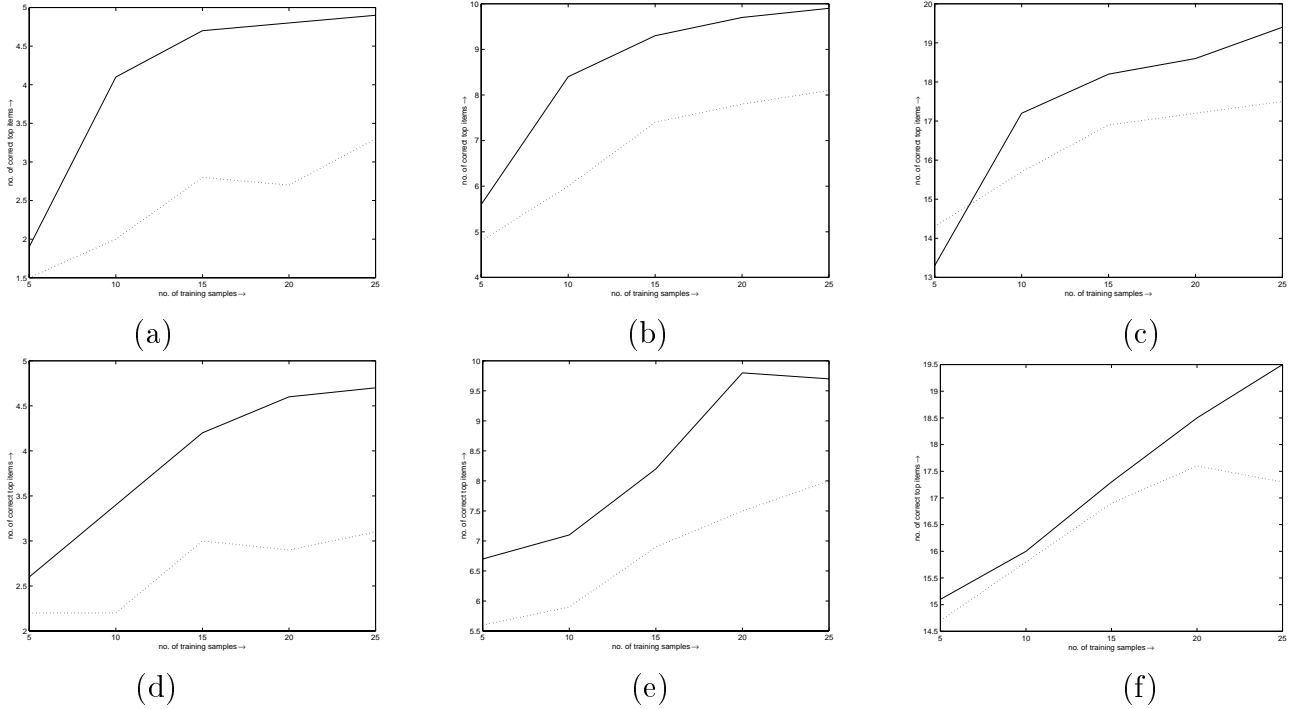 5
4.5
4
3.5
3
2.5
2
1.5
no. of correct top items →
5 10 15 20 25
no. of training samples →
(a)
10
9
8
7
6
5
4
no. of correct top items →
5 10 15 20 25
no. of training samples →
(b)
20
19
18
17
16
15
14
13
no. of correct top items →
5 10 15 20 25
no. of training samples →
(c)
5
4.5
4
3.5
3
2.5
2
no. of correct top items →
5 10 15 20 25
no. of training samples →
(d)
10
9.5
9
8.5
8
7.5
7
6.5
6
5.5
no. of correct top items →
5 10 15 20 25
no. of training samples →
(e)
19.5
19
18.5
18
17.5
17
16.5
16
15.5
15
14.5
no. of correct top items →
5 10 15 20 25
no. of training samples →
(f)